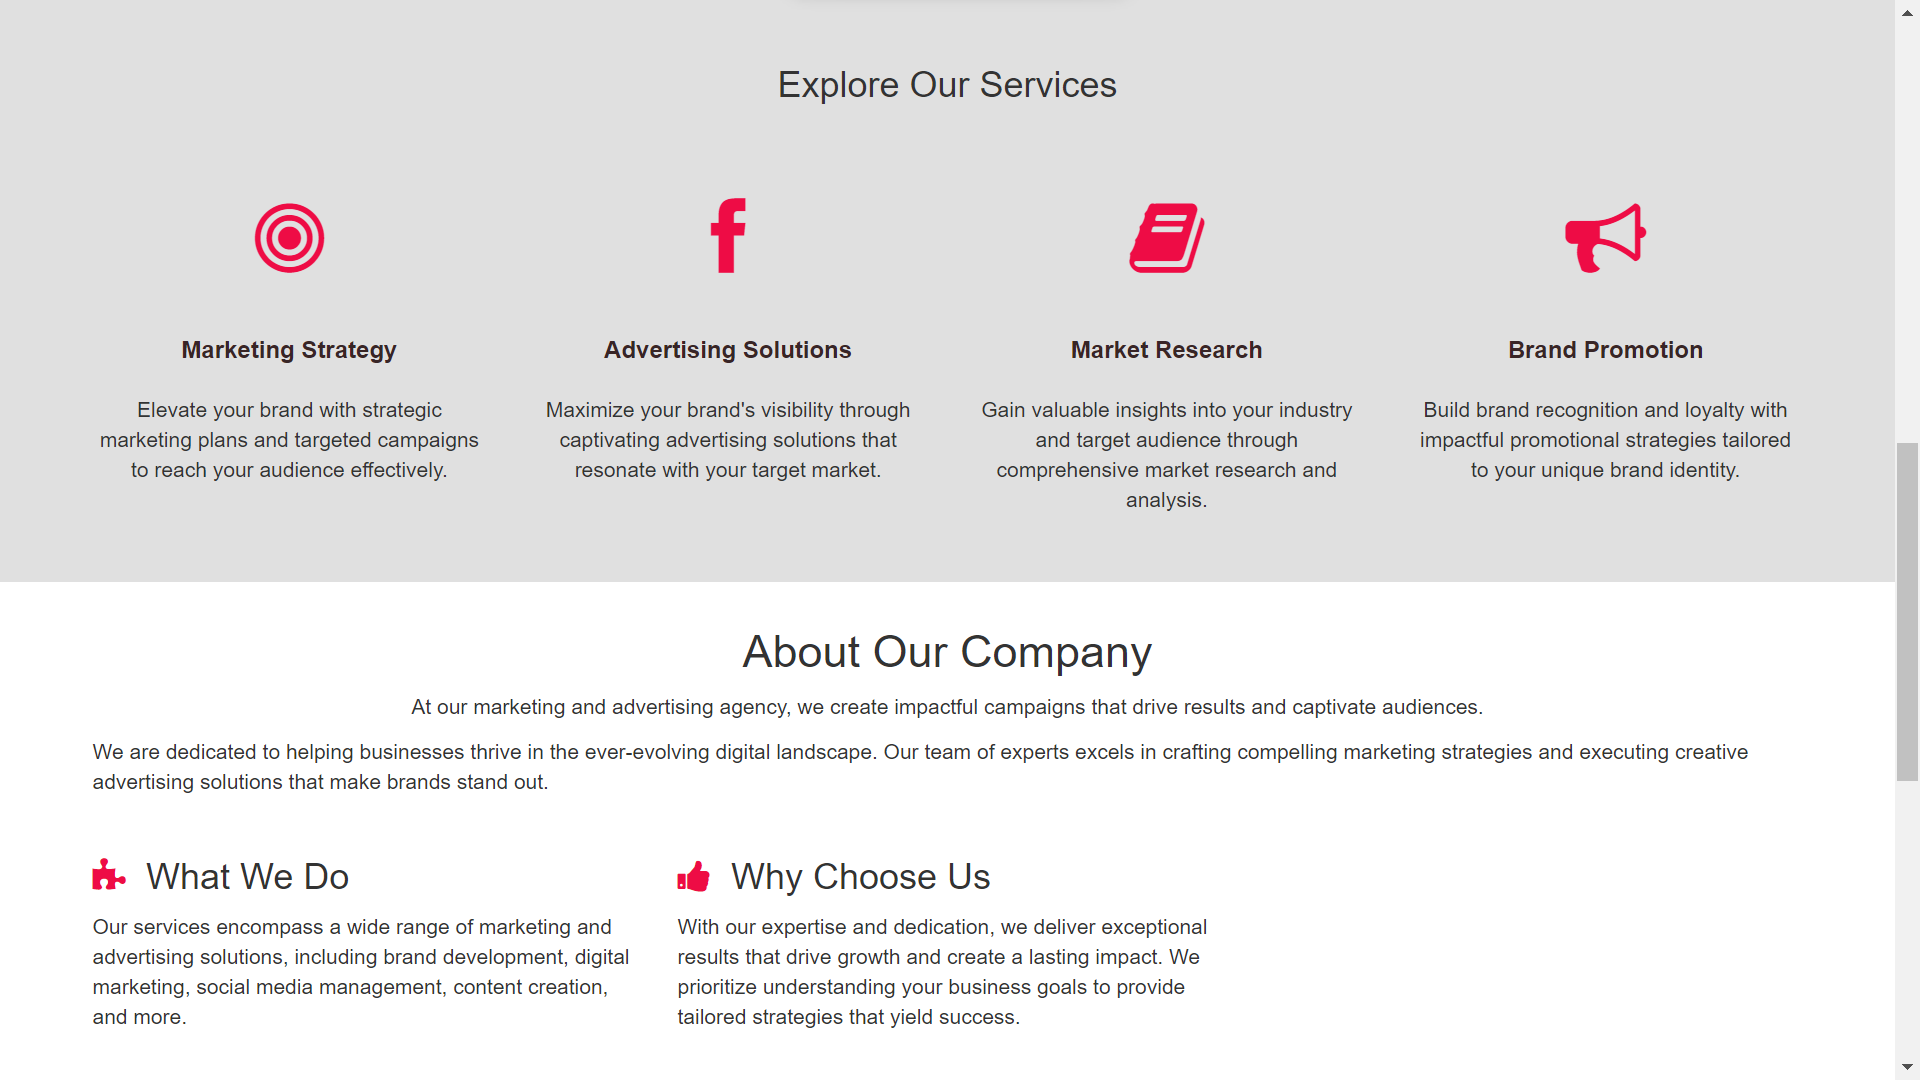 Explore Our Services
Marketing Strategy
Elevate your brand with strategic
marketing plans and targeted campaigns
to reach your audience effectively.
Advertising Solutions
Maximize your brand's visibility through
captivating advertising solutions that
resonate with your target market.
Market Research
Gain valuable insights into your industry
and target audience through
comprehensive market research and
analysis.
Brand Promotion
Build brand recognition and loyalty with
impactful promotional strategies tailored
to your unique brand identity.
About Our Company
At our marketing and advertising agency, we create impactful campaigns that drive results and captivate audiences.
We are dedicated to helping businesses thrive in the ever-evolving digital landscape. Our team of experts excels in crafting compelling marketing strategies and executing creative
advertising solutions that make brands stand out.
What We Do
Our services encompass a wide range of marketing and
advertising solutions, including brand development, digital
marketing, social media management, content creation,
and more.
Why Choose Us
With our expertise and dedication, we deliver exceptional
results that drive growth and create a lasting impact. We
prioritize understanding your business goals to provide
tailored strategies that yield success.